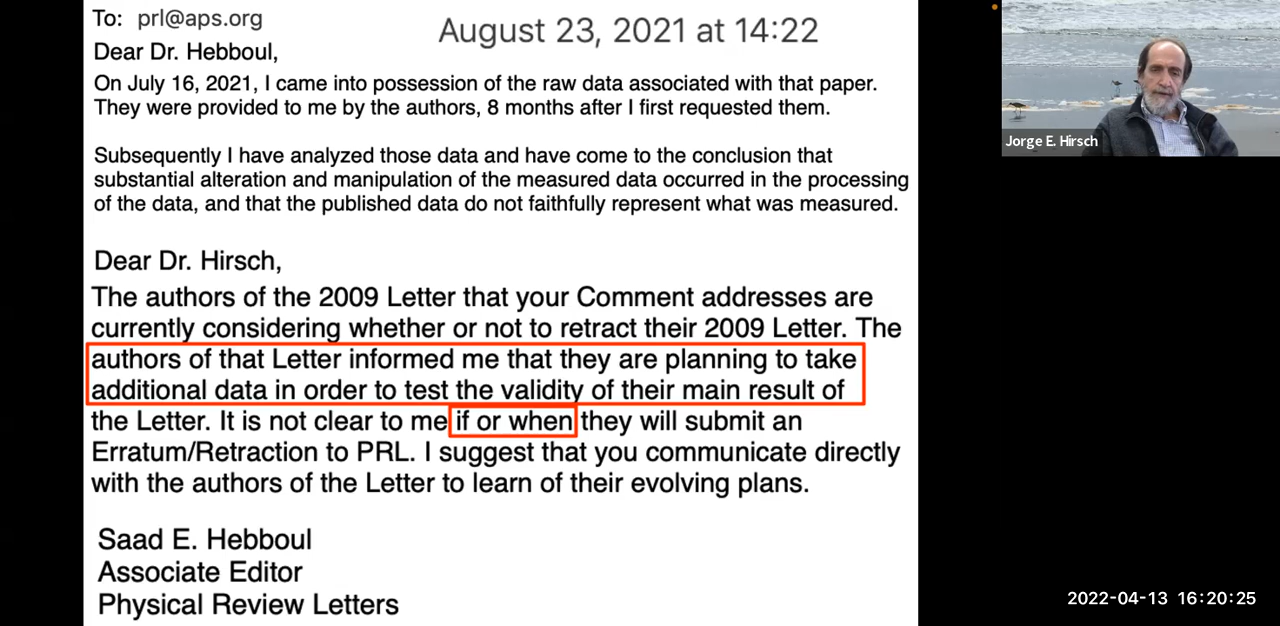 To: prl@aps.org
August 23, 2021 at 14:22
Dear Dr. Hebboul,
On July 16, 2021, I came into possession of the raw data associated with that paper.
They were provided to me by the authors, 8 months after I first requested them.
Subsequently I have analyzed those data and have come to the conclusion that
substantial alteration and manipulation of the measured data occurred in the processing
of the data, and that the published data do not faithfully represent what was measured.
Dear Dr. Hirsch,
The authors of the 2009 Letter that your Comment addresses are
currently considering whether or not to retract their 2009 Letter. The
authors of that Letter informed me that they are planning to take
additional data in order to test the validity of their main result of
the Letter. It is not clear to me if or when they will submit an
Erratum/Retraction to PRL. I suggest that you communicate directly
with the authors of the Letter to learn of their evolving plans.
Saad E. Hebboul
Associate Editor
Physical Review Letters
Jorge E. Hirsch
2022-04-13 16:20:25